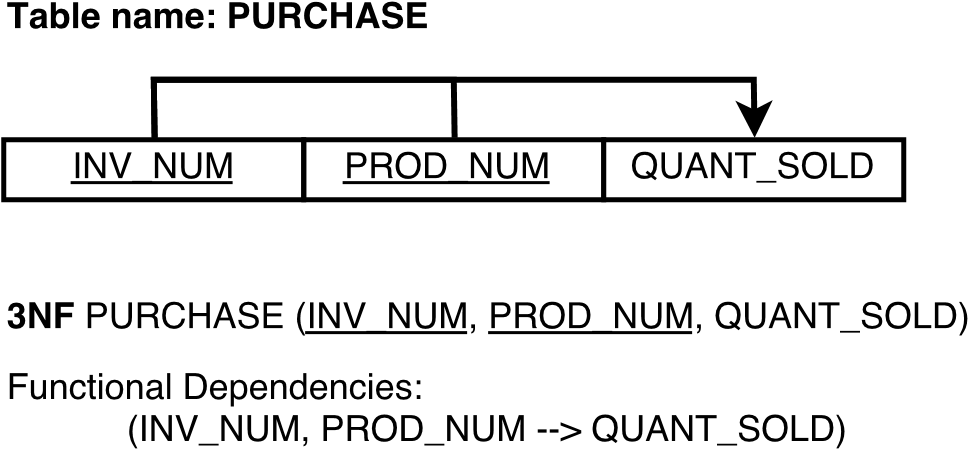 Table name: PURCHASE
INV_NUM PROD_NUM QUANT_SOLD
3NF PURCHASE (INV_NUM, PROD_NUM, QUANT_SOLD)
Functional Dependencies:
(INV_NUM, PROD_NUM --> QUANT_SOLD)